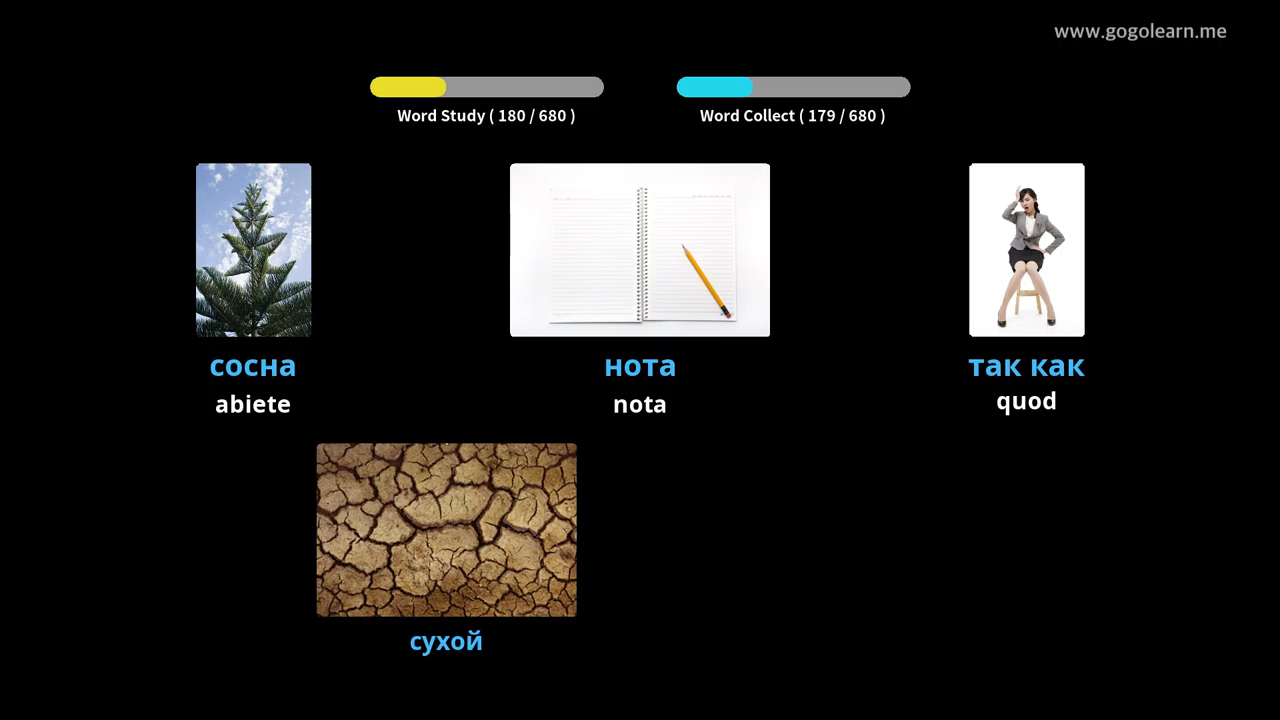 www.gogolearn.me
Word Study ( 180 / 680 )
Word Collect ( 179 / 680 )
сосна
нота
так как
abiete
nota
quod
сухой